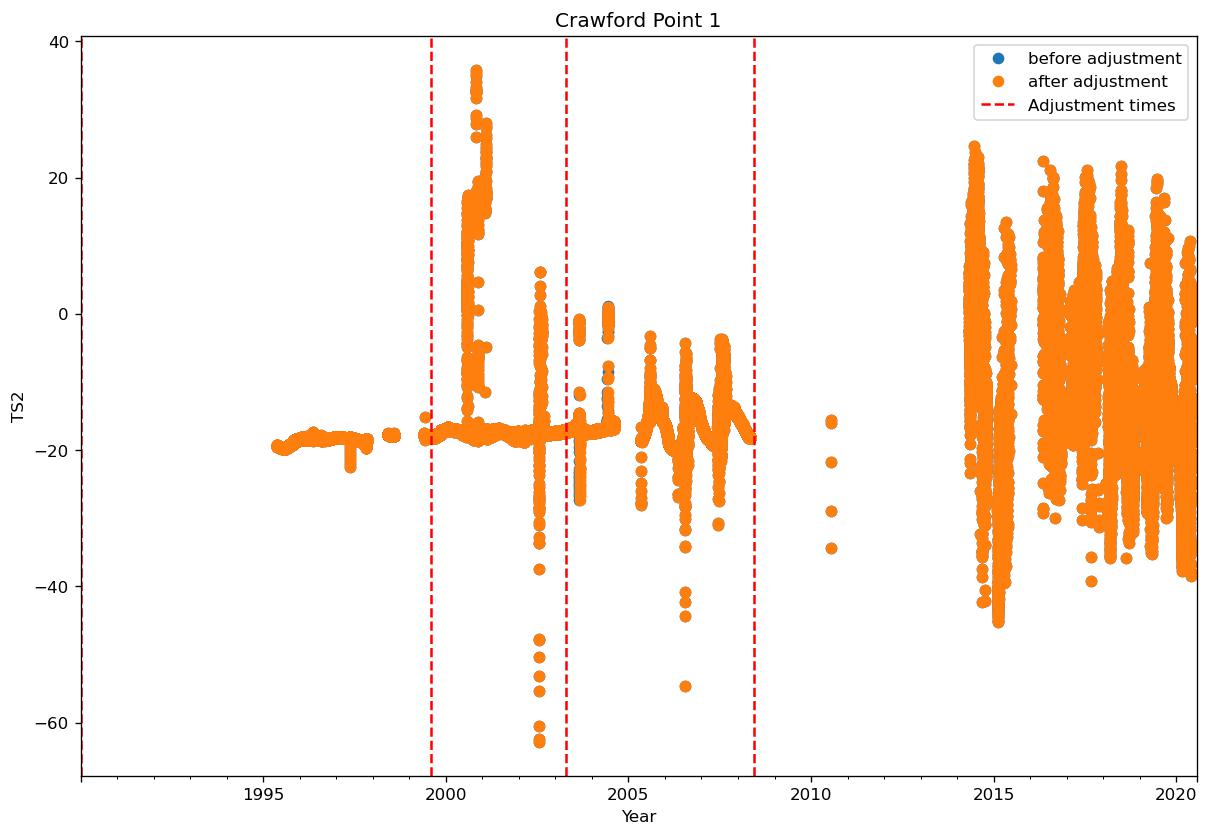 Crawford Point 1
before adjustment
after adjustment
Adjustment times
TS2
40
20
0
−20
−40
−60
1995
2000
2005
2010
2015
2020
Year